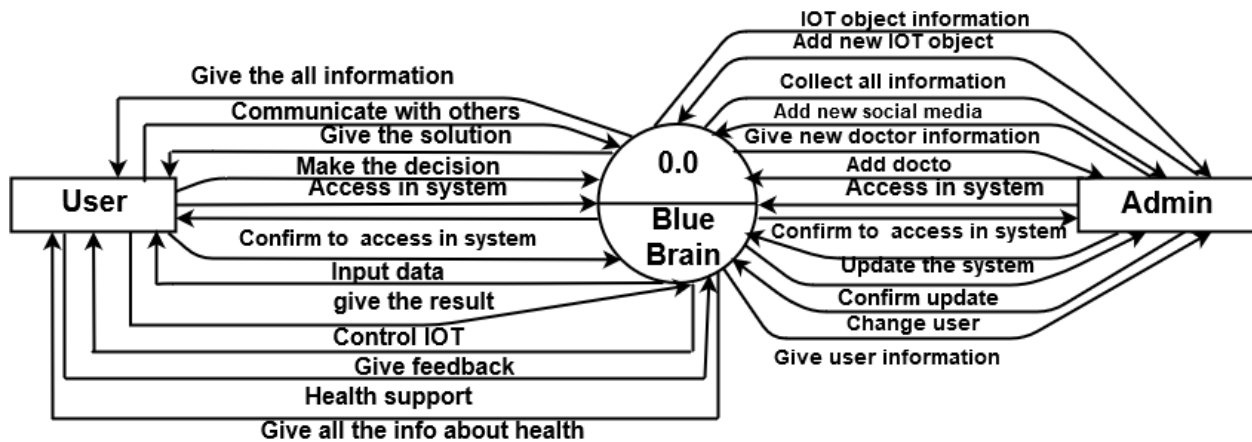 IOT object information
Add new IOT object
Give the all information
Collect all information
Communicate with others
Add new social media
Give the solution
Give new doctor information
0.0
Make the decision
Add docto
Access in system
Access in system
User
Admin
Blue
Brain
Confirm to access in system
Confirm to access in system
Input data
Update the system
give the result
Confirm update
Control IOT
Change user
Give feedback
Give user information
Health support
Give all the info about health